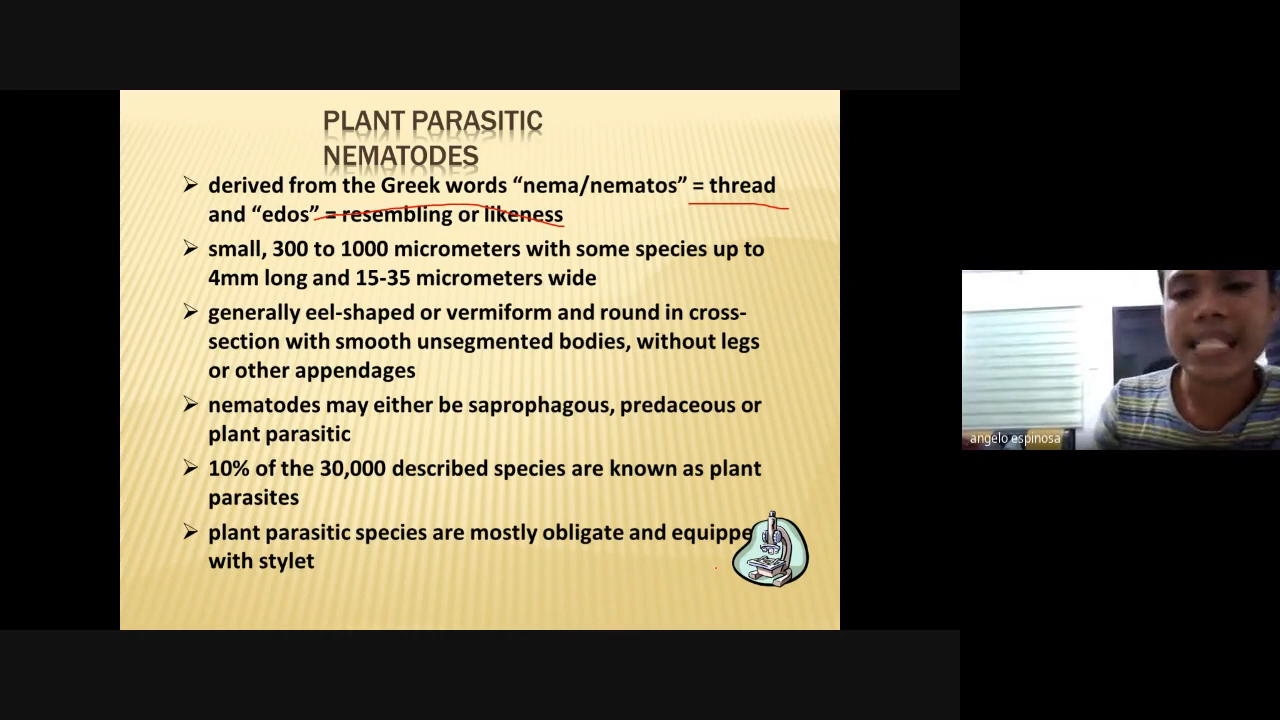 PLANT PARASITIC
NEMATODES
derived from the Greek words “nema/nematos” = thread
and “edos” = resembling or likeness
small, 300 to 1000 micrometers with some species up to
4mm long and 15-35 micrometers wide
generally eel-shaped or vermiform and round in cross-
section with smooth unsegmented bodies, without legs
or other appendages
nematodes may either be saprophagous, predaceous or
plant parasitic
10% of the 30,000 described species are known as plant
parasites
plant parasitic species are mostly obligate and equippe
with stylet
angelo espinosa